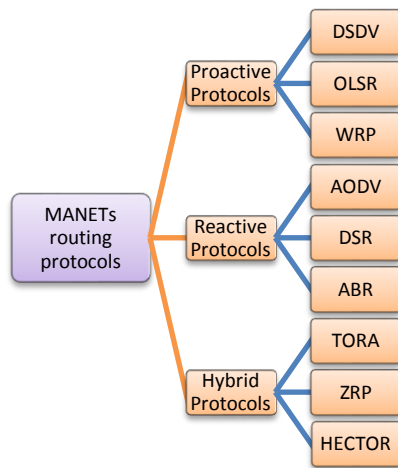 MANETs
routing
protocols
Proactive
Protocols
DSDV
OLSR
WRP
Reactive
Protocols
AODV
DSR
ABR
Hybrid
Protocols
TORA
ZRP
HECTOR